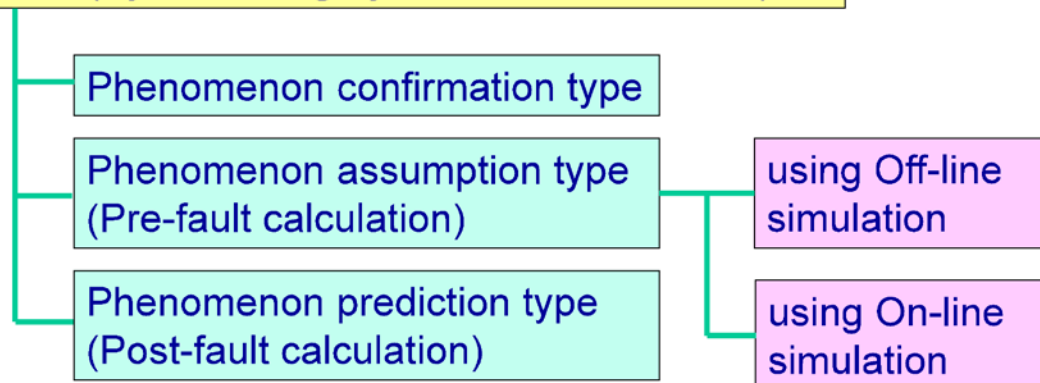 Phenomenon confirmation type
Phenomenon assumption type
(Pre-fault calculation)
using Off-line
simulation
Phenomenon prediction type
(Post-fault calculation)
using On-line
simulation